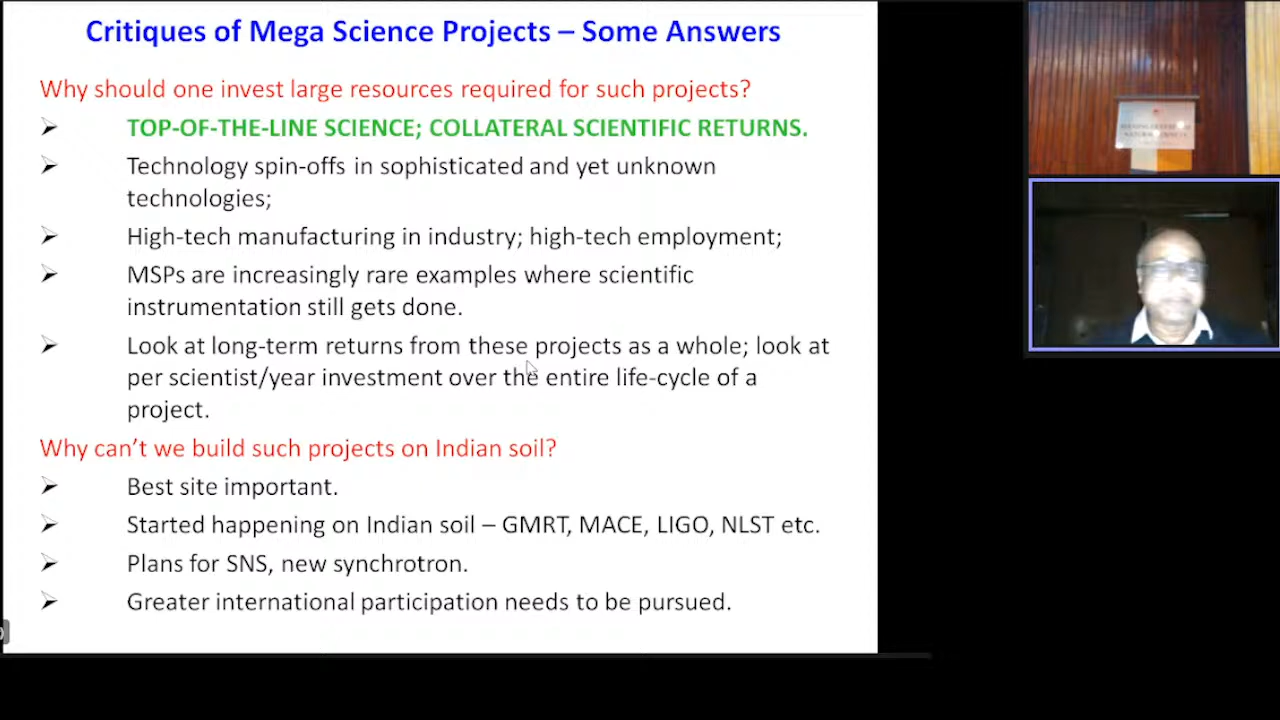 Critiques of Mega Science Projects – Some Answers
Why should one invest large resources required for such projects?
➢ TOP-OF-THE-LINE SCIENCE; COLLATERAL SCIENTIFIC RETURNS.
➢ Technology spin-offs in sophisticated and yet unknown
technologies;
➢ High-tech manufacturing in industry; high-tech employment;
➢ MSPs are increasingly rare examples where scientific
instrumentation still gets done.
➢ Look at long-term returns from these projects as a whole; look at
per scientist/year investment over the entire life-cycle of a
project.
Why can’t we build such projects on Indian soil?
➢ Best site important.
➢ Started happening on Indian soil – GMRT, MACE, LIGO, NLST etc.
➢ Plans for SNS, new synchrotron.
➢ Greater international participation needs to be pursued.